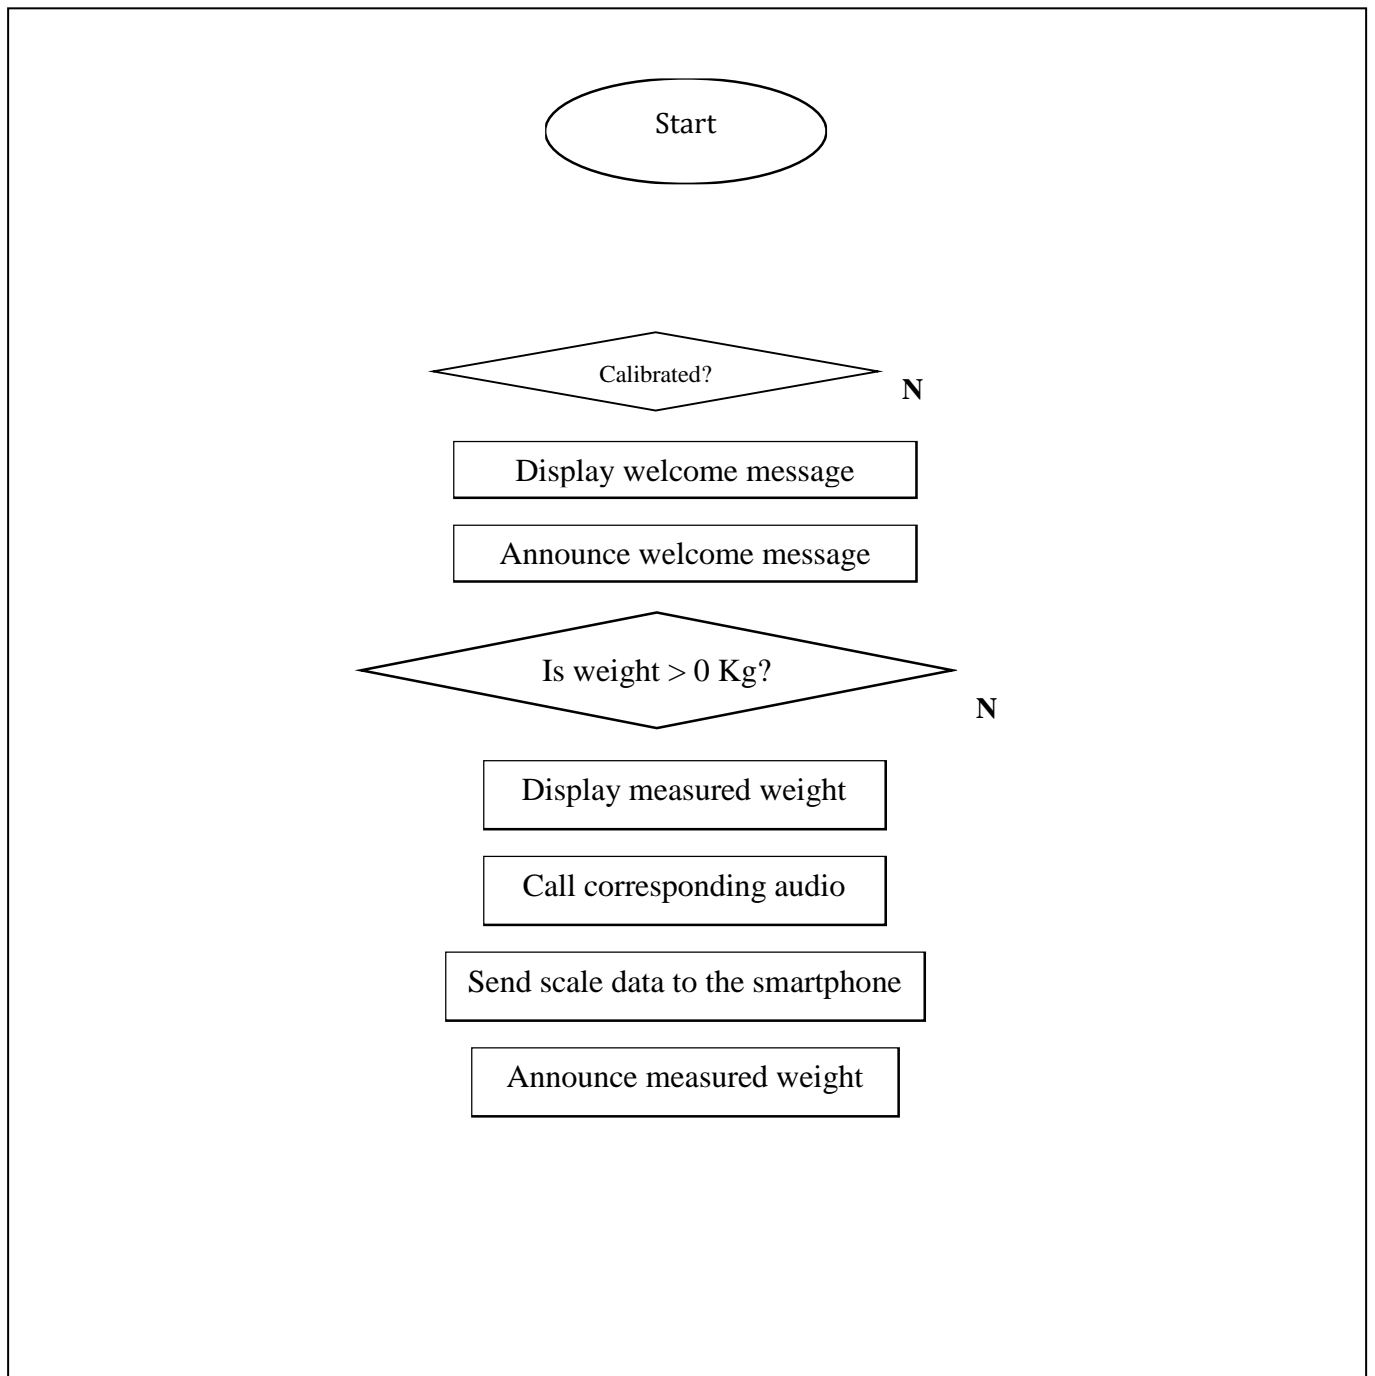 Start
Calibrated?
N
Display welcome message
Announce welcome message
Is weight > 0 Kg?
N
Display measured weight
Call corresponding audio
Send scale data to the smartphone
Announce measured weight